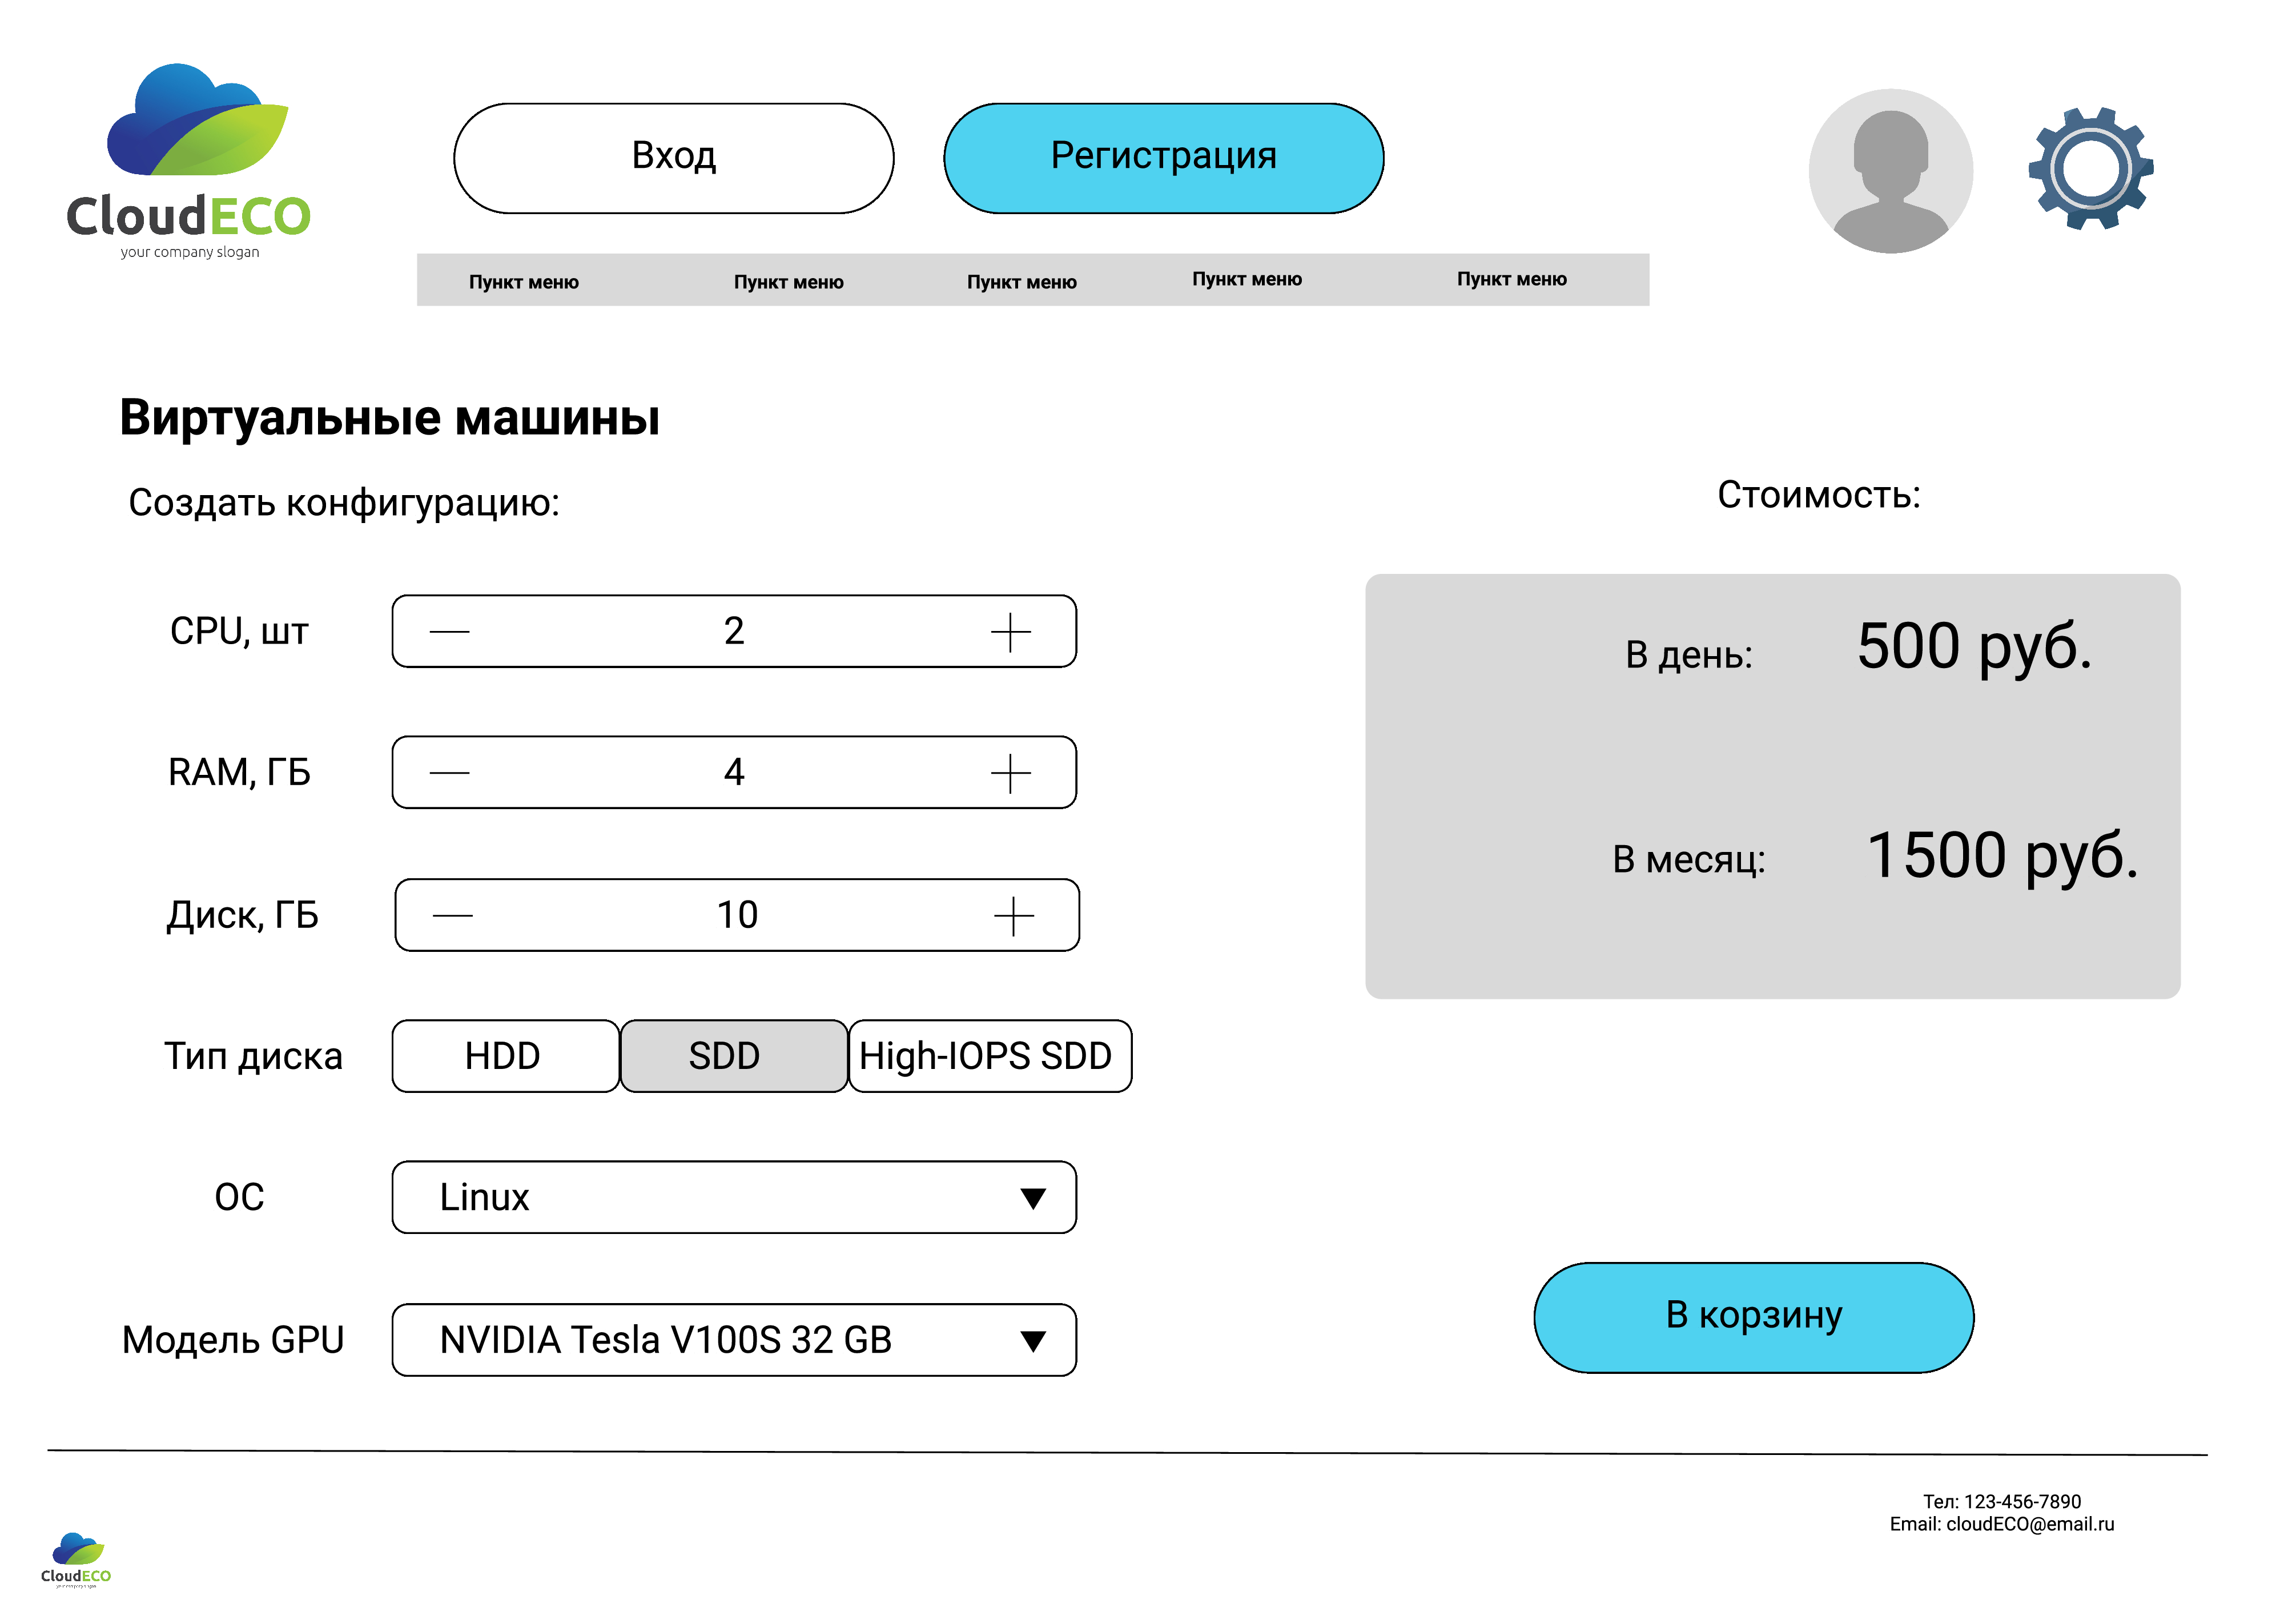 CloudECO
your company slogan
Вход
Регистрация
Пункт меню
Пункт меню
Пункт меню
Пункт меню
Пункт меню
Виртуальные машины
Создать конфигурацию:
Стоимость:
CPU, шт
2
RAM, ГБ
4
Диск, ГБ
10
Тип диска
HDD
SDD
High-IOPS SDD
ОС
Linux
Модель GPU
NVIDIA Tesla V100S 32 GB
В день:
500 руб.
В месяц:
1500 руб.
В корзину
Тел: 123-456-7890
Email: cloudECO@email.ru
CloudECO